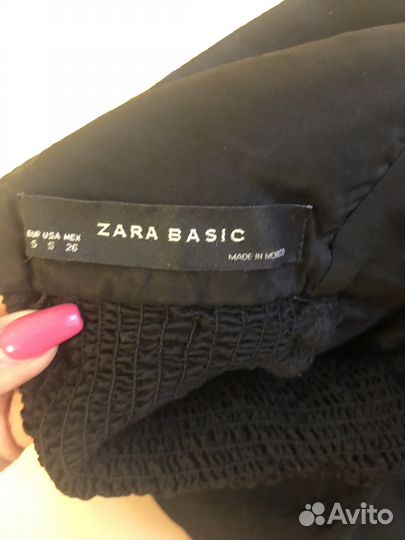 EUR USA MEX
S S 26
ZARA BASIC
MADE IN MOROCCO
Avito